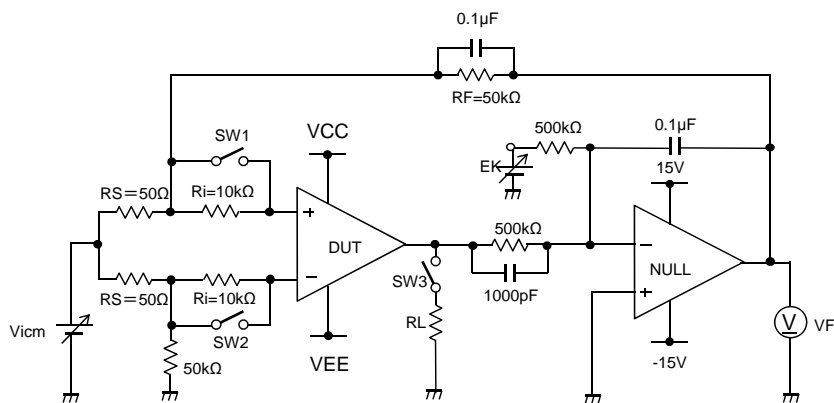 0.1μF
RF=50kΩ
500kΩ
0.1μF
SW1
VCC
EK
15V
RS=50Ω
Ri=10kΩ
+
DUT
500kΩ
−
NULL
RS=50Ω
Ri=10kΩ
−
SW3
1000pF
+
Vicm
SW2
RL
V
VF
50kΩ
VEE
-15V